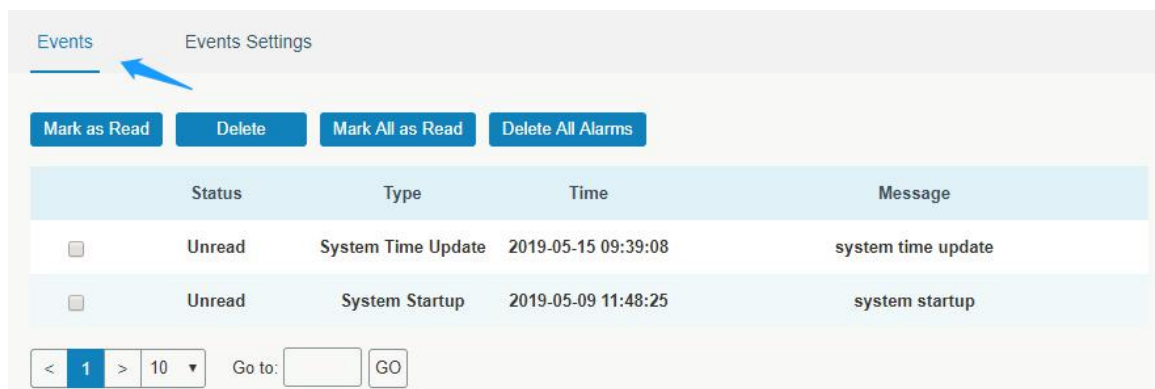 Events Events Settings
Mark as Read Delete Mark All as Read Delete All Alarms
Status Type Time Message
Unread System Time Update 2019-05-15 09:39:08 system time update
Unread System Startup 2019-05-09 11:48:25 system startup
< 1 > 10 ▼ Go to: GO